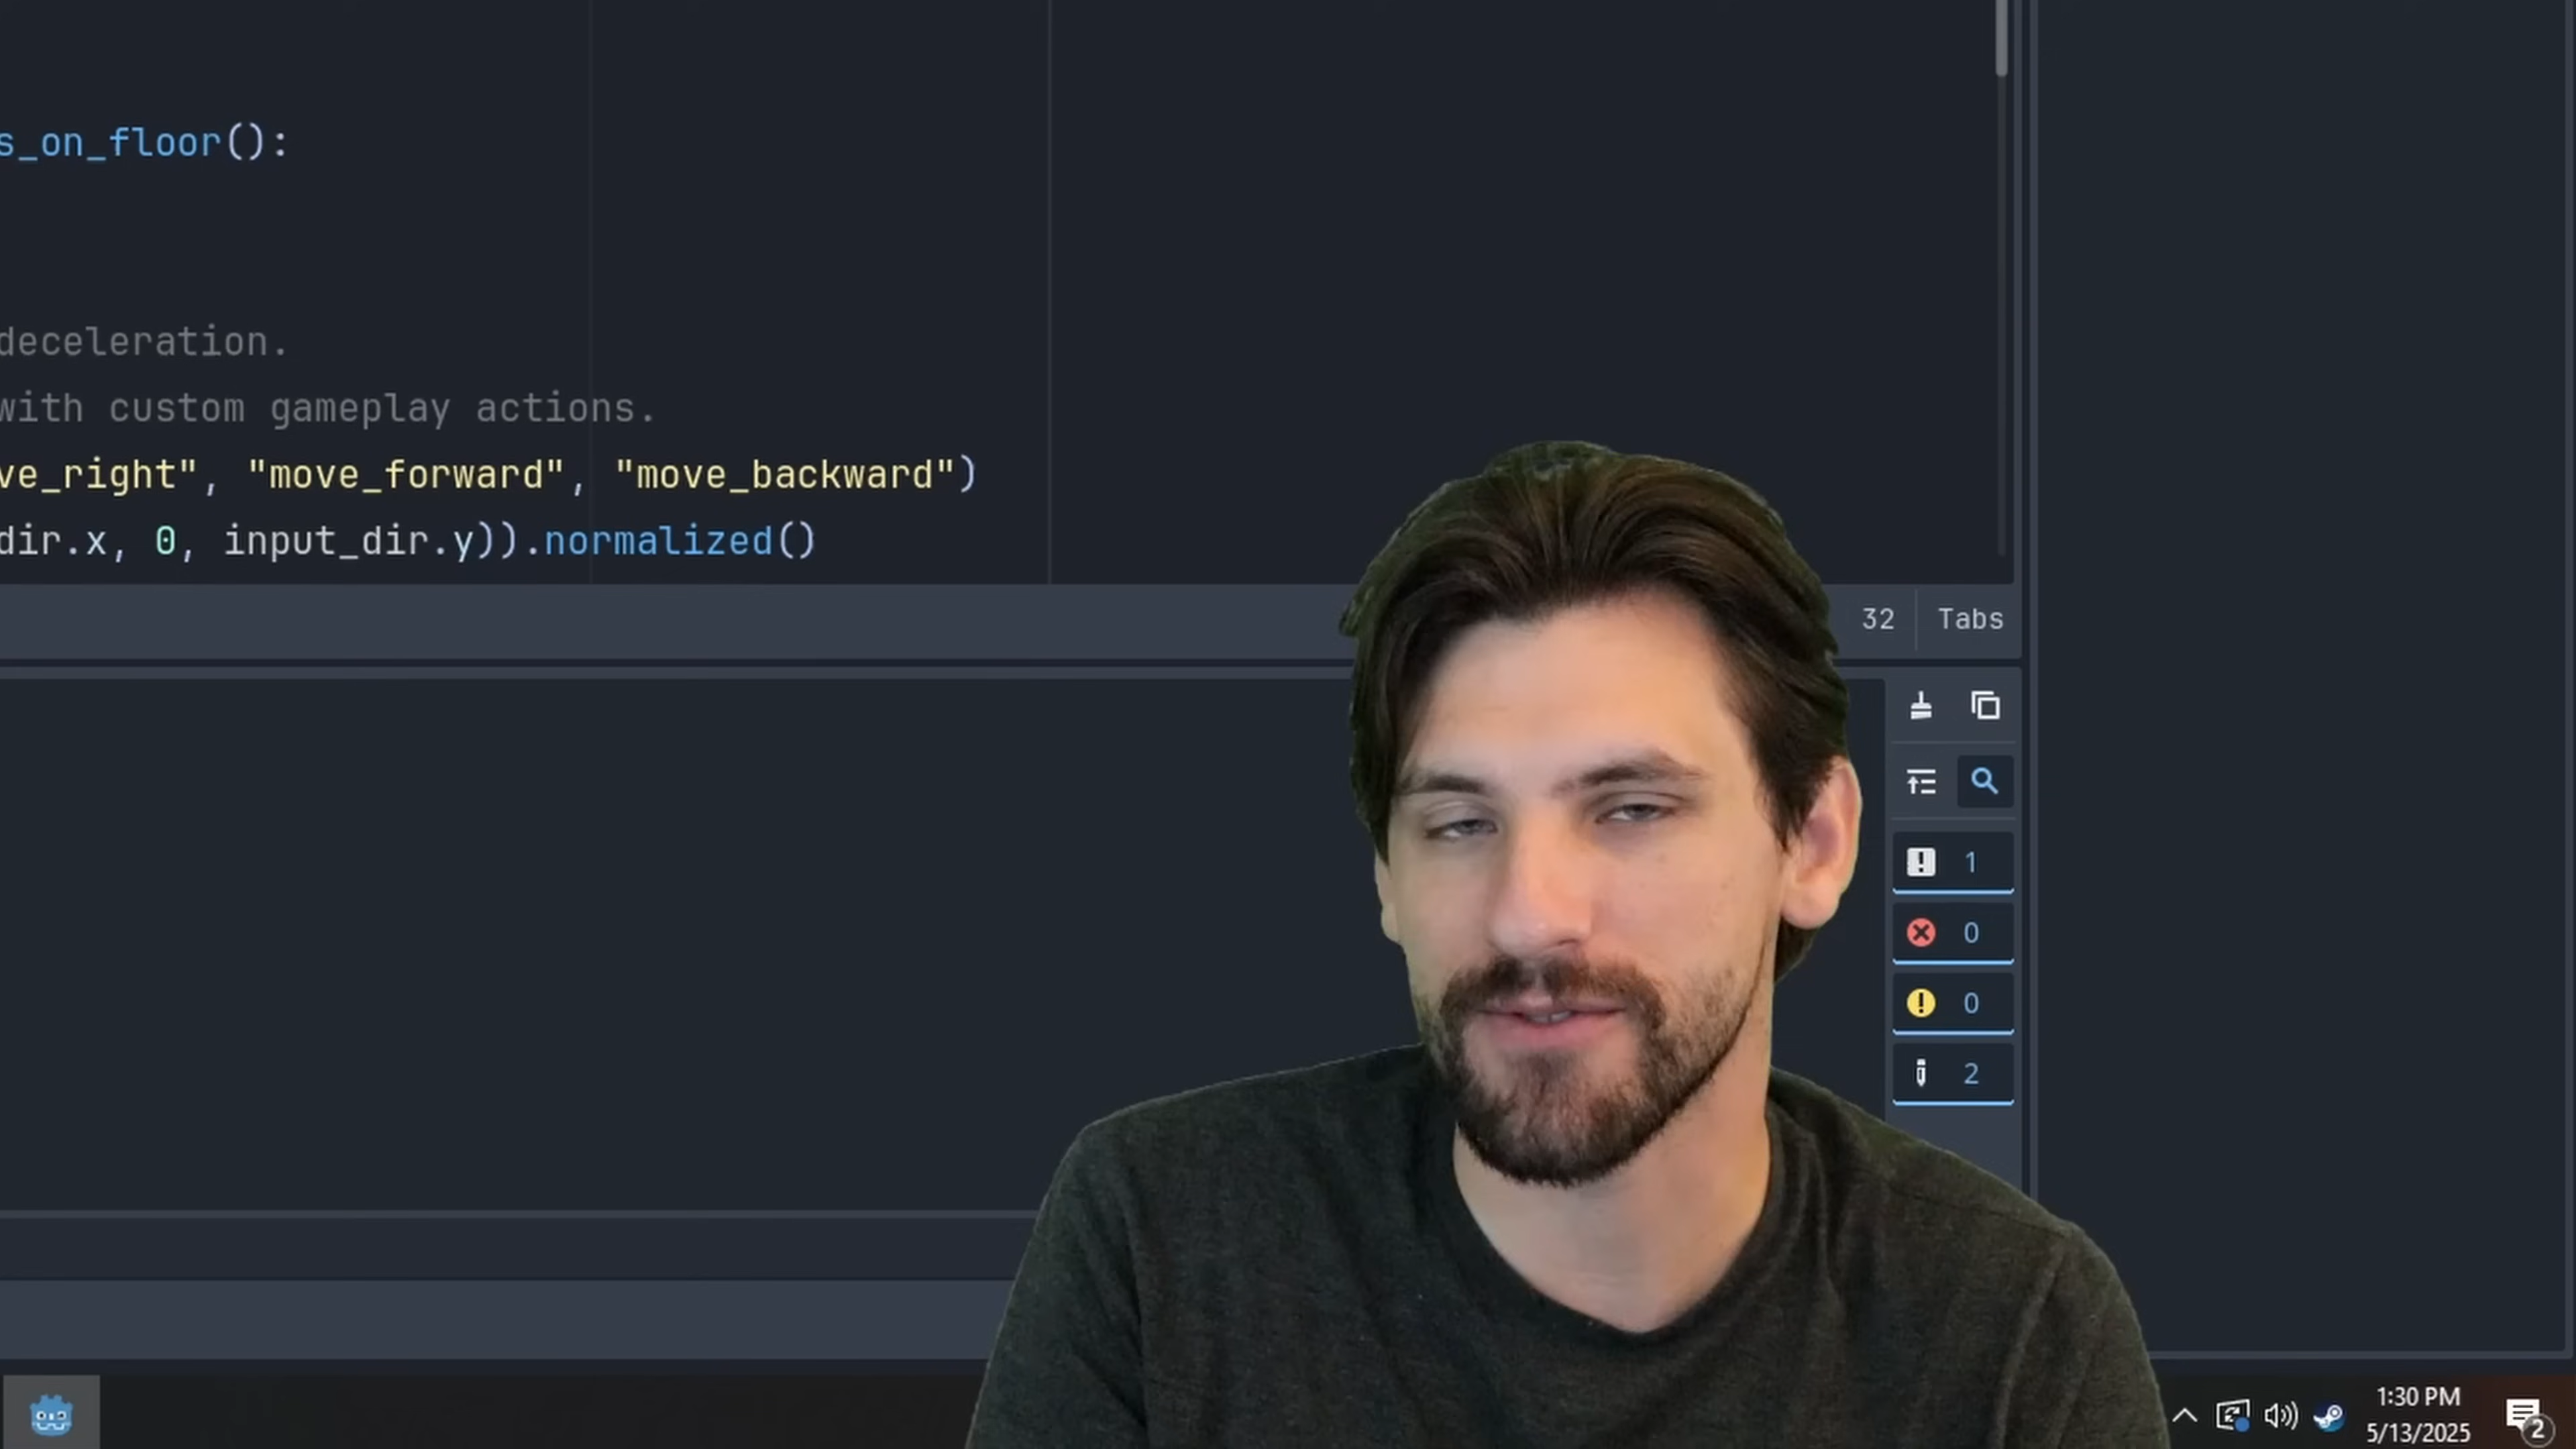 s_on_floor():
deceleration.
with custom gameplay actions.
ve_right", "move_forward", "move_backward")
dir.x, 0, input_dir.y)).normalized()
32 Tabs
1
0
0
2
1:30 PM
5/13/2025
2